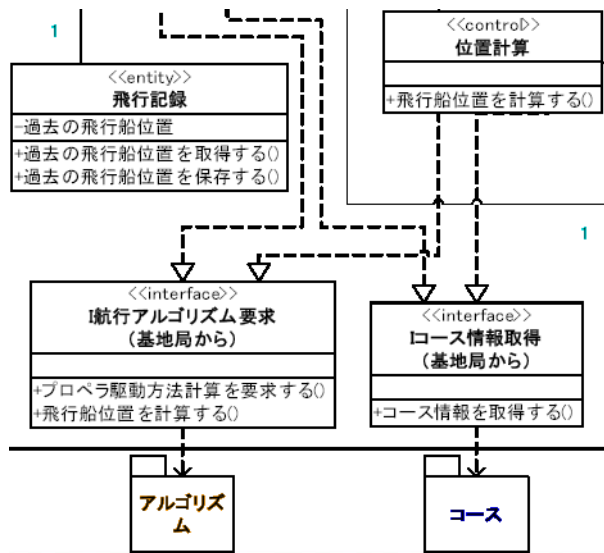 1
<<entity>>
飛行記録
-過去の飛行船位置
+過去の飛行船位置を取得する()
+過去の飛行船位置を保存する()
<<control>>
位置計算
+飛行船位置を計算する()
1
<<interface>>
I航行アルゴリズム要求
(基地局から)
+プロペラ駆動方法計算を要求する()
+飛行船位置を計算する()
<<interface>>
Iコース情報取得
(基地局から)
+コース情報を取得する()
アルゴリズ
ム
コース